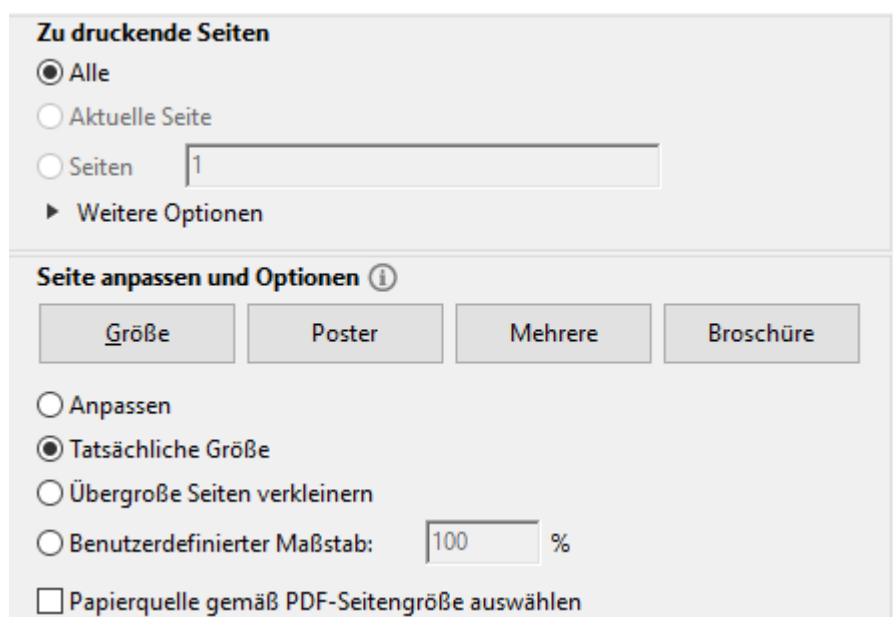 Zu druckende Seiten
Alle
Aktuelle Seite
Seiten 1
Weitere Optionen
Seite anpassen und Optionen
Größe Poster Mehrere Broschüre
Anpassen
Tatsächliche Größe
Übergroße Seiten verkleinern
Benutzerdefinierter Maßstab: 100 %
Papierquelle gemäß PDF-Seitengröße auswählen